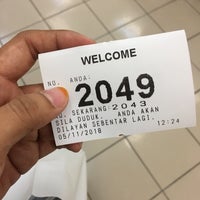 WELCOME
NO. ANDA:
2049
NO. SEKARANG: 2043
SILA DUDUK. ANDA AKAN
DILAYAN SEBENTAR LAGI.
05/11/2018 12:24